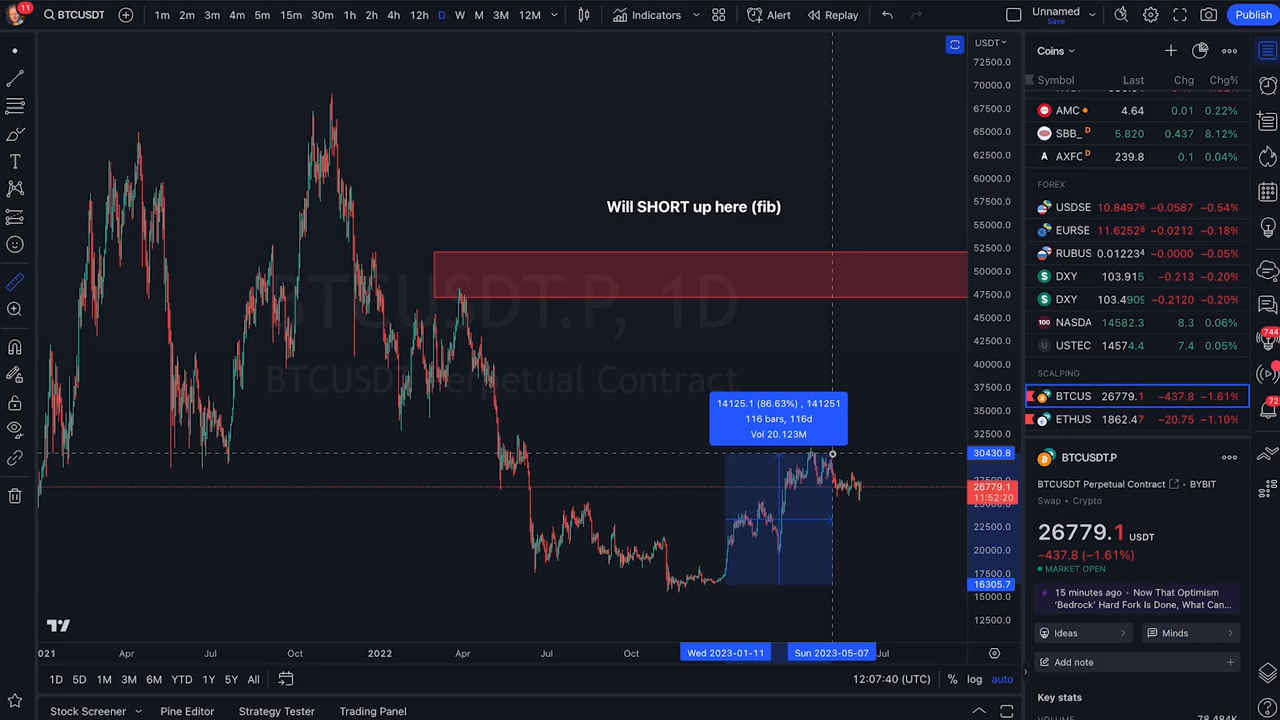 11
BTCUSDT
1m 2m 3m 4m 5m 15m 30m 1h 2h 4h 12h D W M 3M 12M
Indicators
Alert
Replay
Unnamed
Save
Publish
USDT
72500.0
70000.0
67500.0
65000.0
62500.0
60000.0
57500.0
55000.0
52500.0
50000.0
47500.0
45000.0
42500.0
40000.0
37500.0
35000.0
32500.0
30430.8
26779.1
11:52:20
22500.0
20000.0
17500.0
16305.7
15000.0
12500.0
Will SHORT up here (fib)
BTCUSDT.P, 1D
BTCUSDT Perpetual Contract
14125.1 (86.63%) , 141251
116 bars, 116d
Vol 20.123M
021 Apr Jul Oct 2022 Apr Jul Oct Wed 2023-01-11 Sun 2023-05-07 Jul
1D 5D 1M 3M 6M YTD 1Y 5Y All
12:07:40 (UTC) % log auto
Stock Screener Pine Editor Strategy Tester Trading Panel
Coins
Symbol Last Chg Chg%
AMC 4.64 0.01 0.22%
SBB_ D 5.820 0.437 8.12%
A AXFC D 239.8 0.1 0.04%
FOREX
USDSE 10.84976 −0.0587 −0.54%
EURSE 11.62528 −0.0212 −0.18%
RUBUS 0.012234 −0.0000 −0.05%
DXY 103.915 −0.213 −0.20%
DXY 103.4909 −0.2120 −0.20%
100 NASDA 14582.3 8.3 0.06%
U USTEC 14574.4 7.4 0.05%
SCALPING
BTCUS 26779.1 −437.8 −1.61%
ETHUS 1862.47 −20.75 −1.10%
BTCUSDT.P
BTCUSDT Perpetual Contract • BYBIT
Swap • Crypto
26779.1 USDT
−437.8 (−1.61%)
MARKET OPEN
15 minutes ago • Now That Optimism
'Bedrock' Hard Fork Is Done, What Can...
Ideas
Minds
Add note
Key stats
744
72